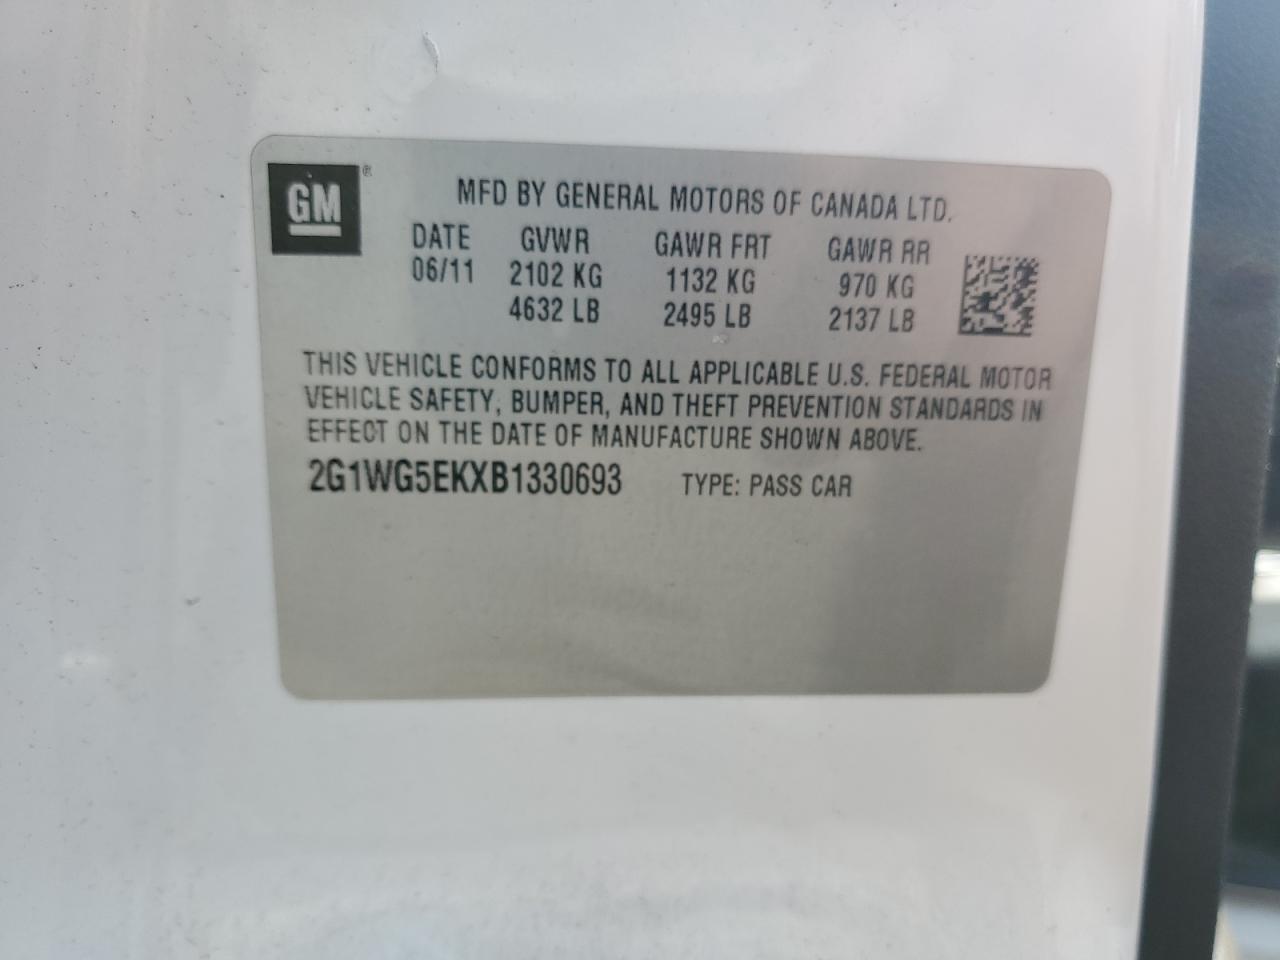 GM ®
MFD BY GENERAL MOTORS OF CANADA LTD.
DATE GVWR GAWR FRT GAWR RR
06/11 2102 KG 1132 KG 970 KG
4632 LB 2495 LB 2137 LB
THIS VEHICLE CONFORMS TO ALL APPLICABLE U.S. FEDERAL MOTOR
VEHICLE SAFETY, BUMPER, AND THEFT PREVENTION STANDARDS IN
EFFECT ON THE DATE OF MANUFACTURE SHOWN ABOVE.
2G1WG5EKXB1330693 TYPE: PASS CAR